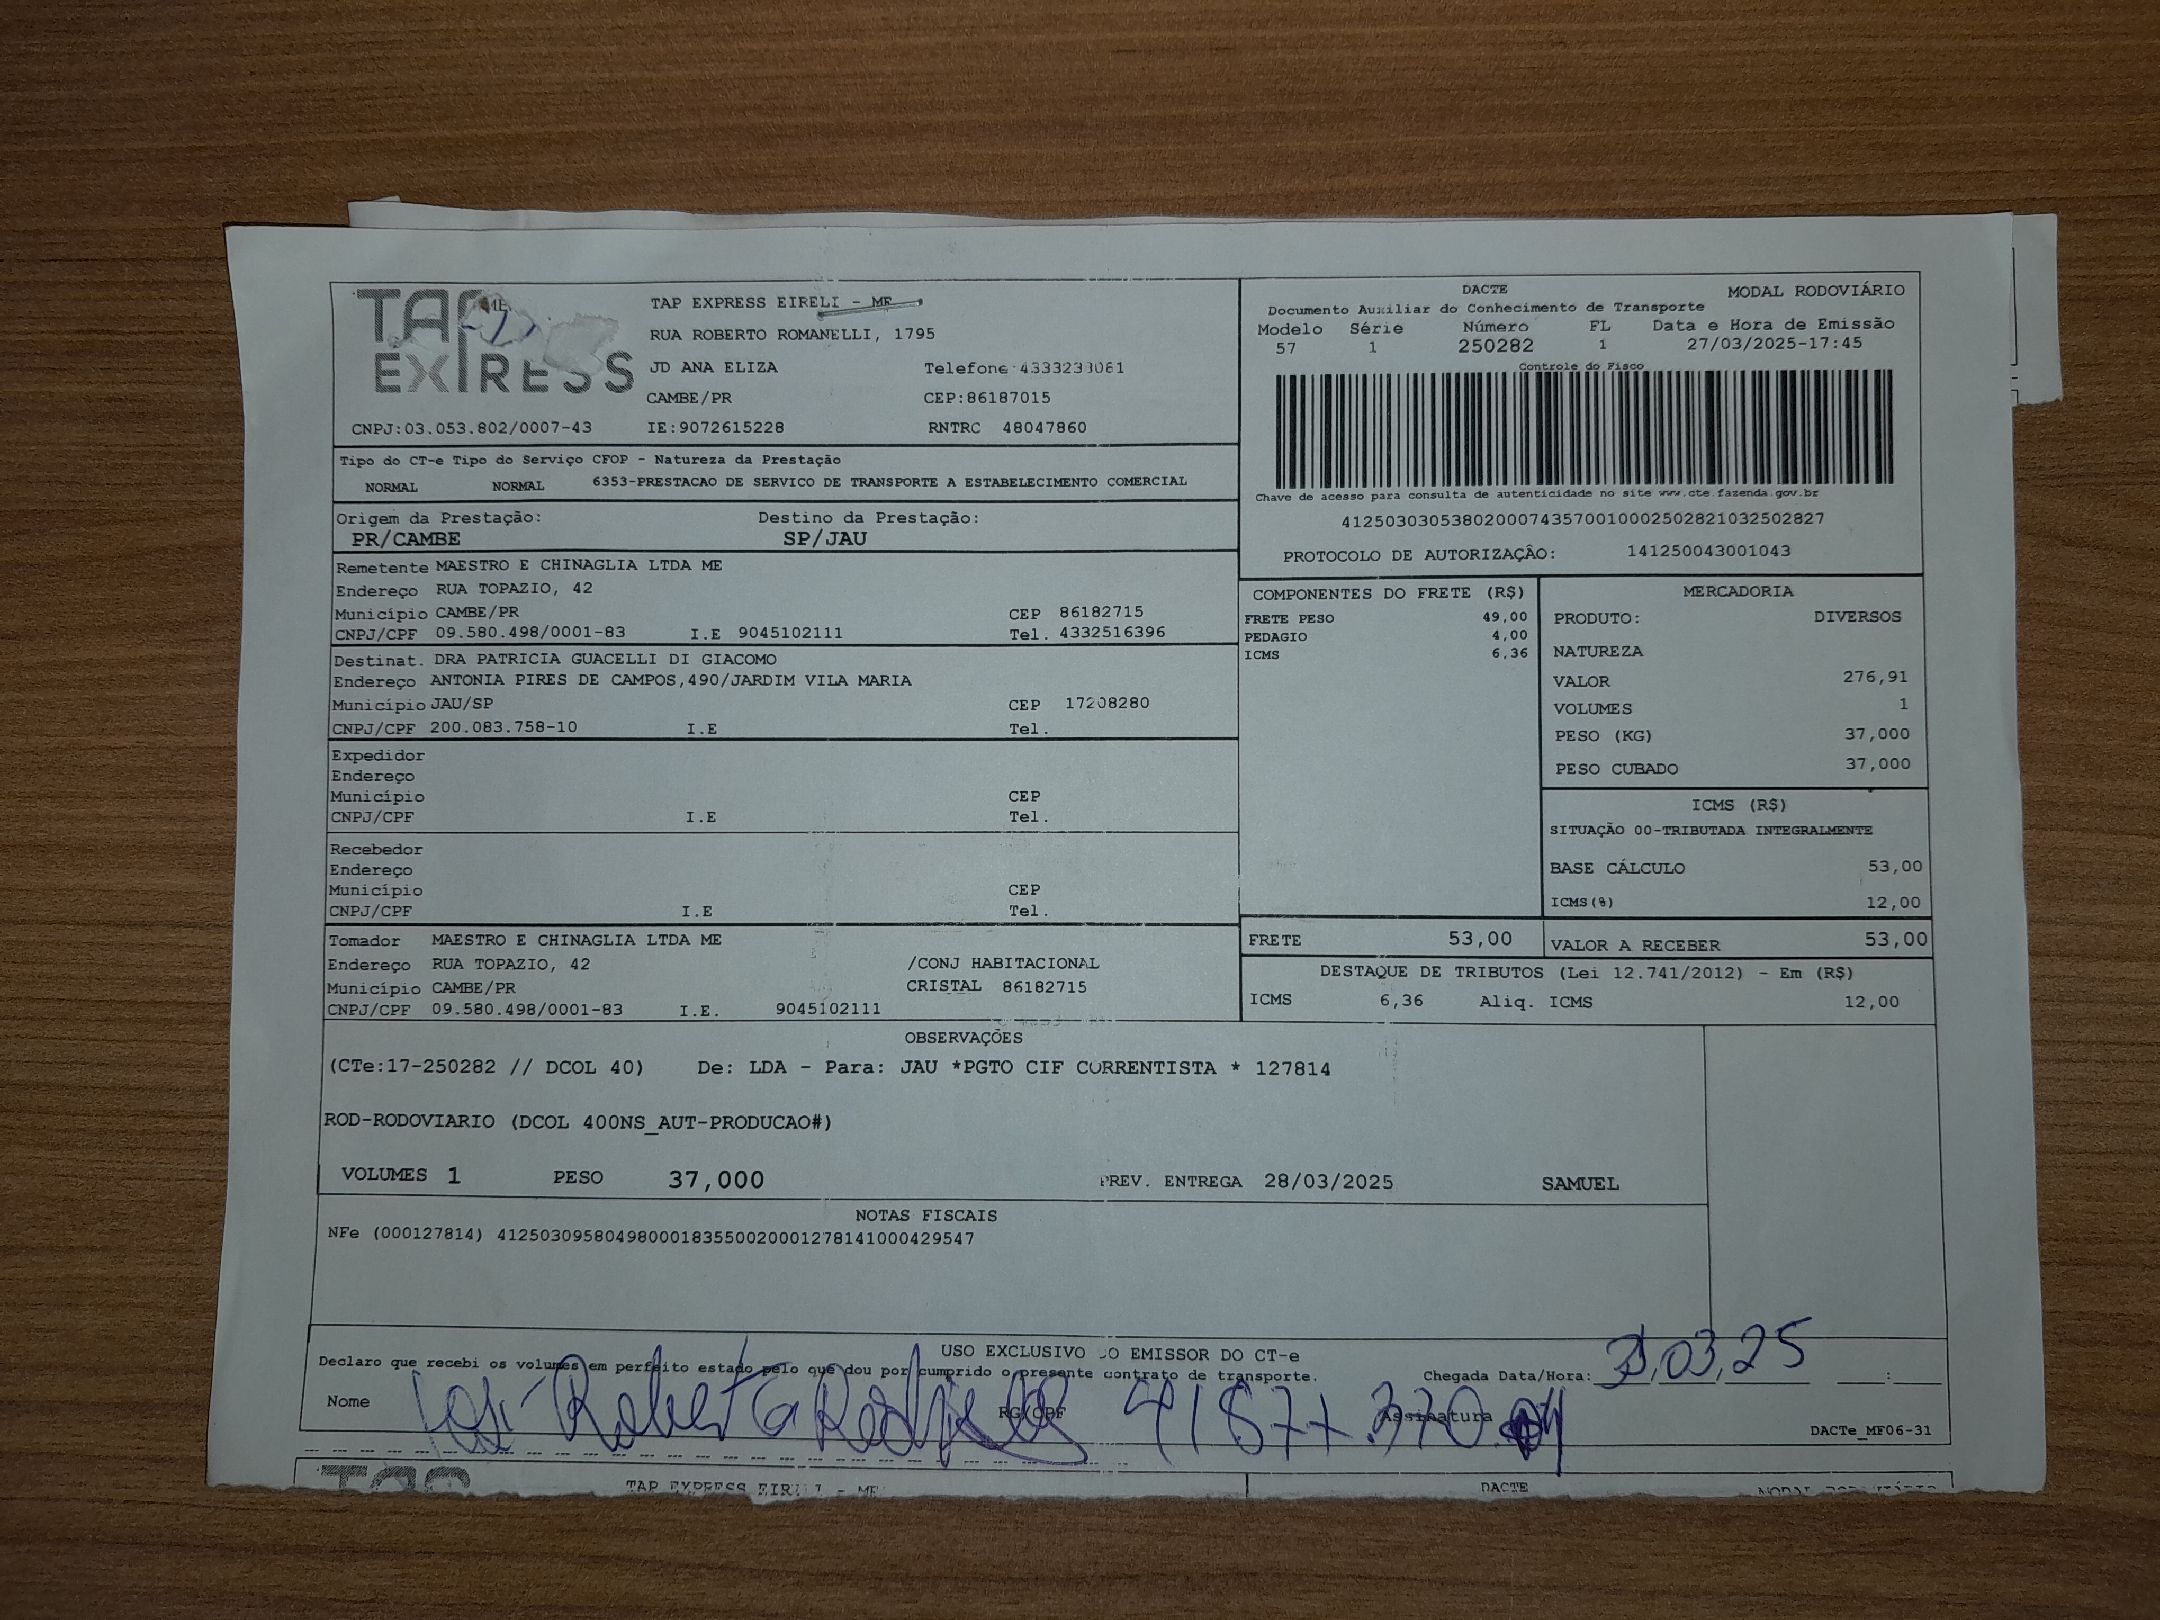 TAP EXPRESS
TAP EXPRESS EIRELI - ME
RUA ROBERTO ROMANELLI, 1795
JD ANA ELIZA Telefone:4333233061
CAMBE/PR CEP:86187015
CNPJ:03.053.802/0007-43 IE:9072615228 RNTRC 48047860
Tipo do CT-e Tipo do Serviço CFOP - Natureza da Prestação
NORMAL NORMAL 6353-PRESTACAO DE SERVICO DE TRANSPORTE A ESTABELECIMENTO COMERCIAL
Origem da Prestação: Destino da Prestação:
PR/CAMBE SP/JAU
Remetente MAESTRO E CHINAGLIA LTDA ME
Endereço RUA TOPAZIO, 42
Município CAMBE/PR CEP 86182715
CNPJ/CPF 09.580.498/0001-83 I.E 9045102111 Tel. 4332516396
Destinat. DRA PATRICIA GUACELLI DI GIACOMO
Endereço ANTONIA PIRES DE CAMPOS,490/JARDIM VILA MARIA
Município JAU/SP CEP 17208280
CNPJ/CPF 200.083.758-10 I.E Tel.
Expedidor
Endereço
Município CEP
CNPJ/CPF I.E Tel.
Recebedor
Endereço
Município CEP
CNPJ/CPF I.E Tel.
Tomador MAESTRO E CHINAGLIA LTDA ME
Endereço RUA TOPAZIO, 42 /CONJ HABITACIONAL
Município CAMBE/PR CRISTAL 86182715
CNPJ/CPF 09.580.498/0001-83 I.E. 9045102111
DACTE MODAL RODOVIÁRIO
Documento Auxiliar do Conhecimento de Transporte
Modelo Série Número FL Data e Hora de Emissão
57 1 250282 1 27/03/2025-17:45
Controle do Fisco
Chave de acesso para consulta de autenticidade no site www.cte.fazenda.gov.br
41250303053802000743570010002502821032502827
PROTOCOLO DE AUTORIZAÇÃO: 141250043001043
COMPONENTES DO FRETE (R$)
FRETE PESO 49,00
PEDAGIO 4,00
ICMS 6,36
MERCADORIA
PRODUTO: DIVERSOS
NATUREZA
VALOR 276,91
VOLUMES 1
PESO (KG) 37,000
PESO CUBADO 37,000
ICMS (R$)
SITUAÇÃO 00-TRIBUTADA INTEGRALMENTE
BASE CÁLCULO 53,00
ICMS(%) 12,00
FRETE 53,00 VALOR A RECEBER 53,00
DESTAQUE DE TRIBUTOS (Lei 12.741/2012) - Em (R$)
ICMS 6,36 Aliq. ICMS 12,00
OBSERVAÇÕES
(CTe:17-250282 // DCOL 40) De: LDA - Para: JAU *PGTO CIF CORRENTISTA * 127814
ROD-RODOVIARIO (DCOL 400NS_AUT-PRODUCAO#)
VOLUMES 1 PESO 37,000 PREV. ENTREGA 28/03/2025 SAMUEL
NOTAS FISCAIS
NFe (000127814) 41250309580498000183550020001278141000429547
USO EXCLUSIVO DO EMISSOR DO CT-e
Declaro que recebi os volumes em perfeito estado pelo que dou por cumprido o presente contrato de transporte. Chegada Data/Hora: 03,25
Nome Roberto RG/CPF Assinatura
DACTe_MF06-31
TAP EXPRESS EIRELI - ME DACTE MODAL RODOVIÁRIO